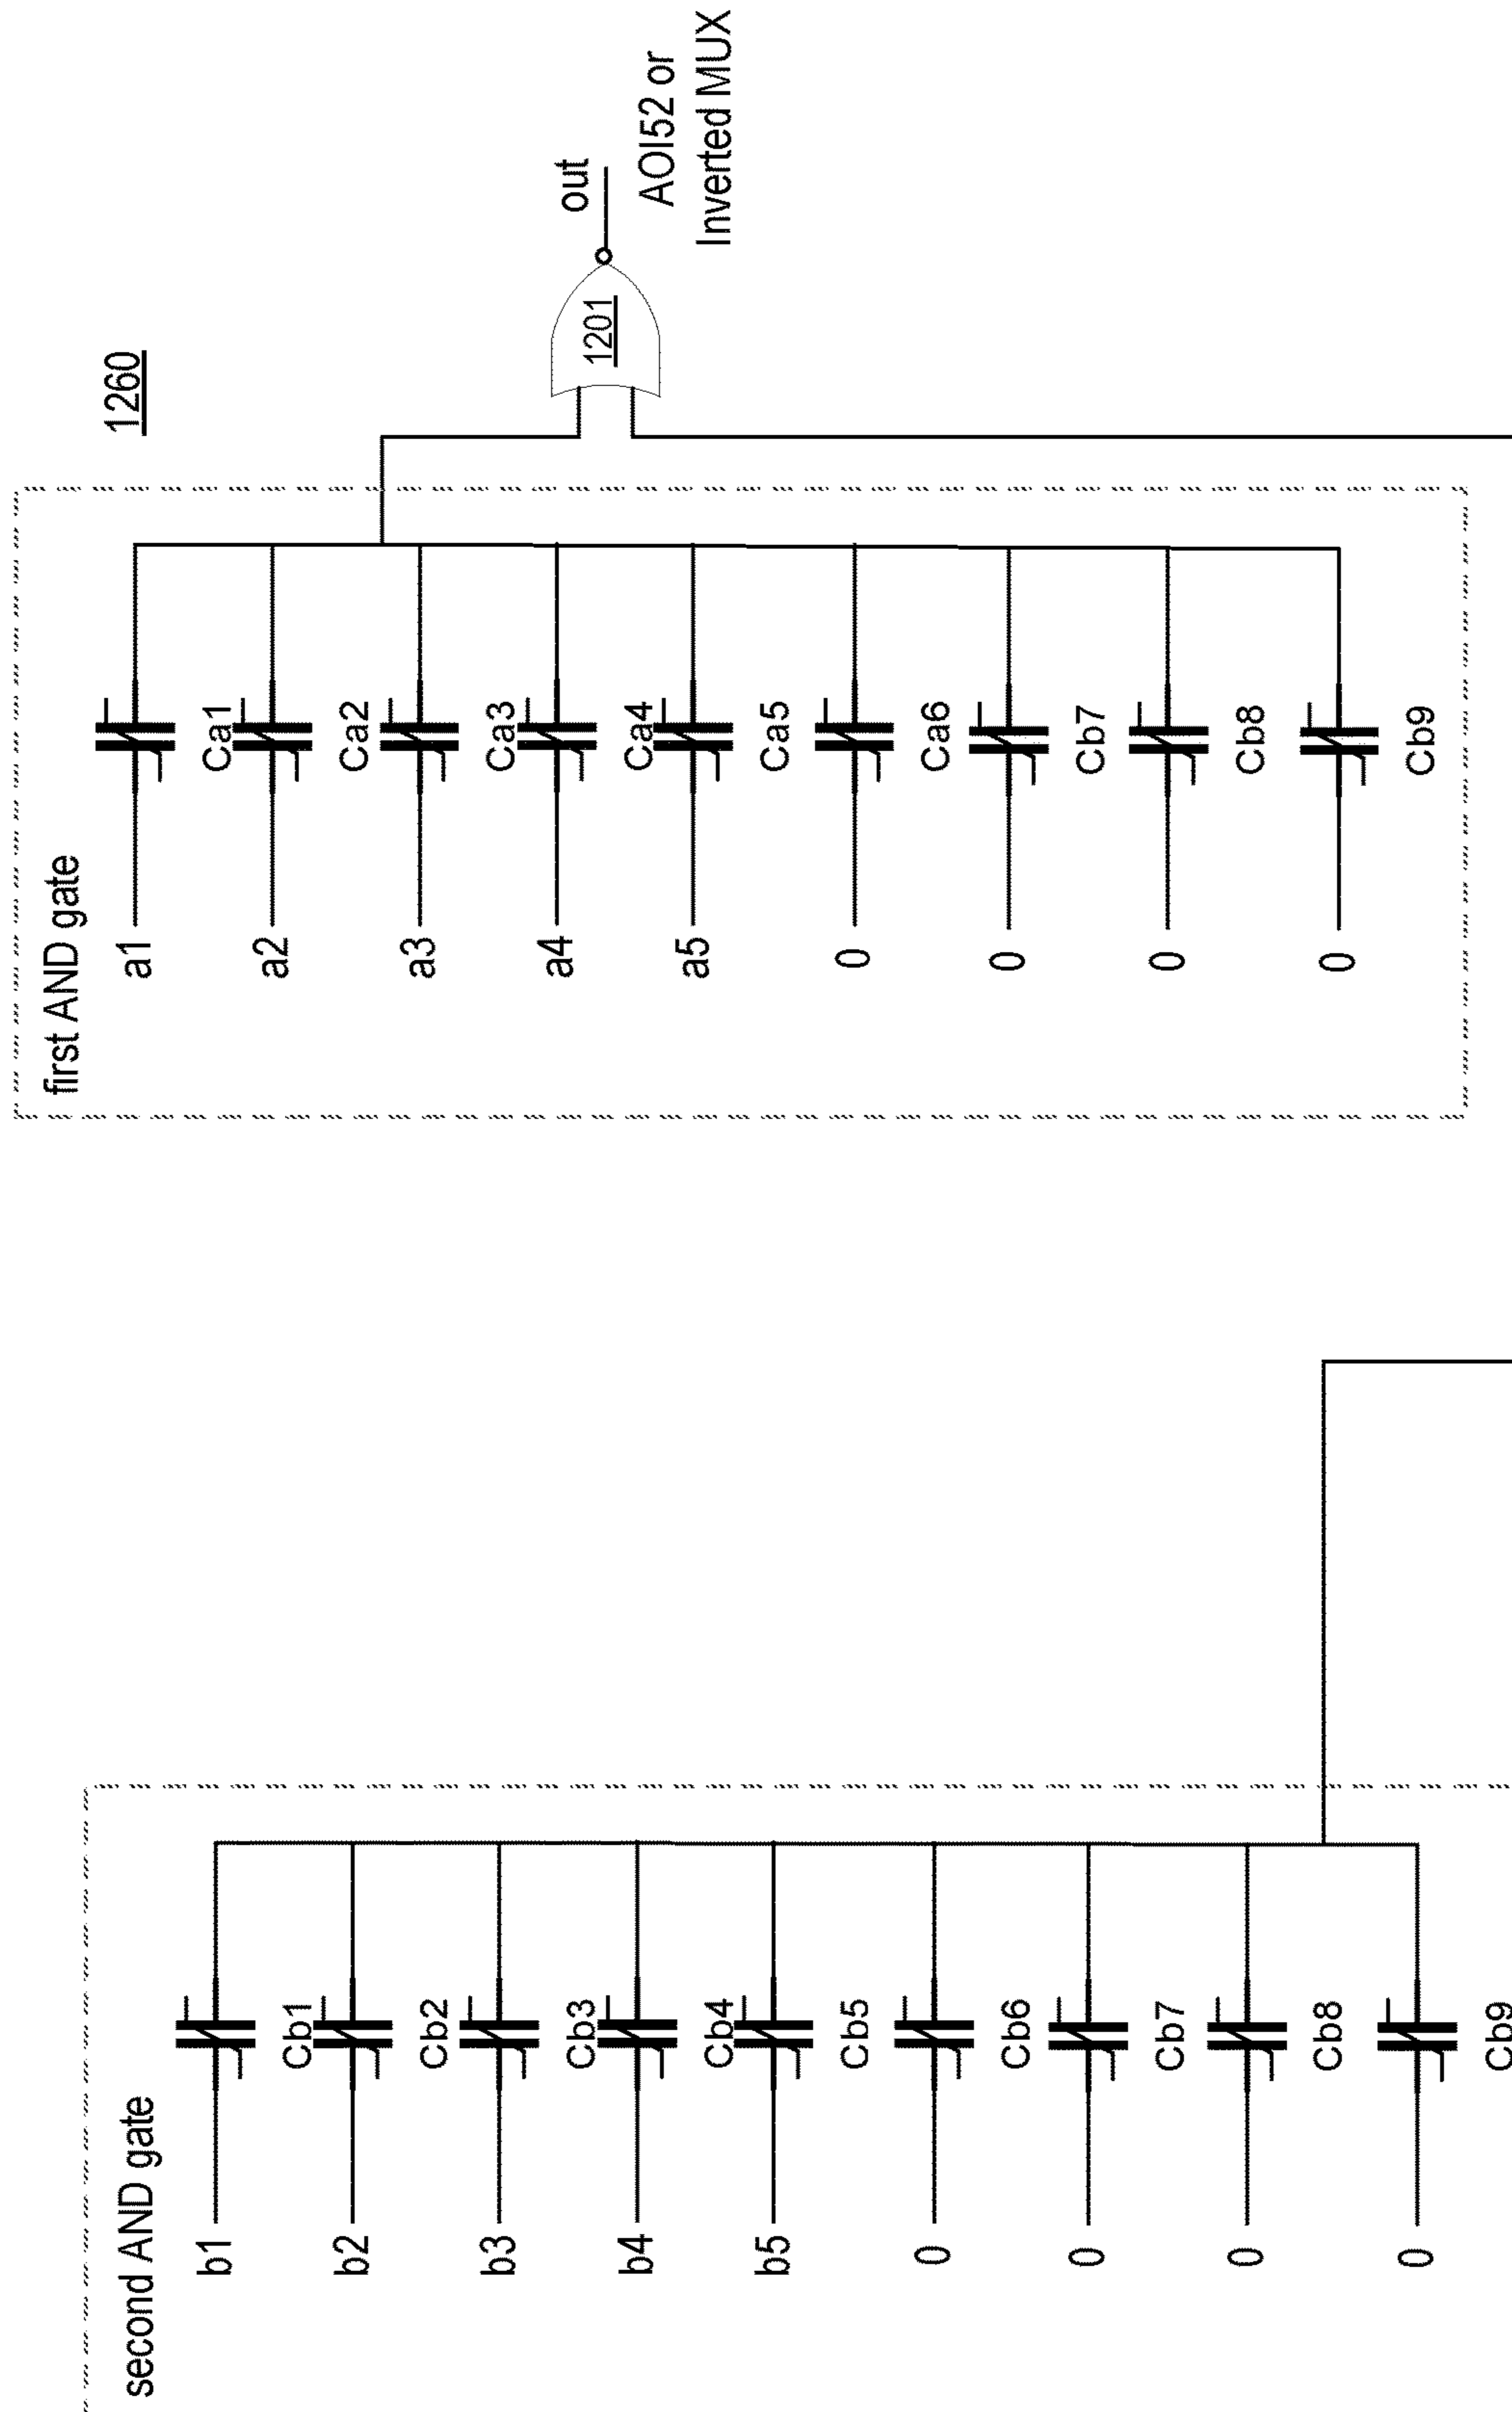 1260
first AND gate
a1
Ca1
a2
Ca2
a3
Ca3
a4
Ca4
a5
Ca5
0
Ca6
0
Cb7
0
Cb8
0
Cb9
1201
out
AOI52 or
Inverted MUX
second AND gate
b1
Cb1
b2
Cb2
b3
Cb3
b4
Cb4
b5
Cb5
0
Cb6
0
Cb7
0
Cb8
0
Cb9